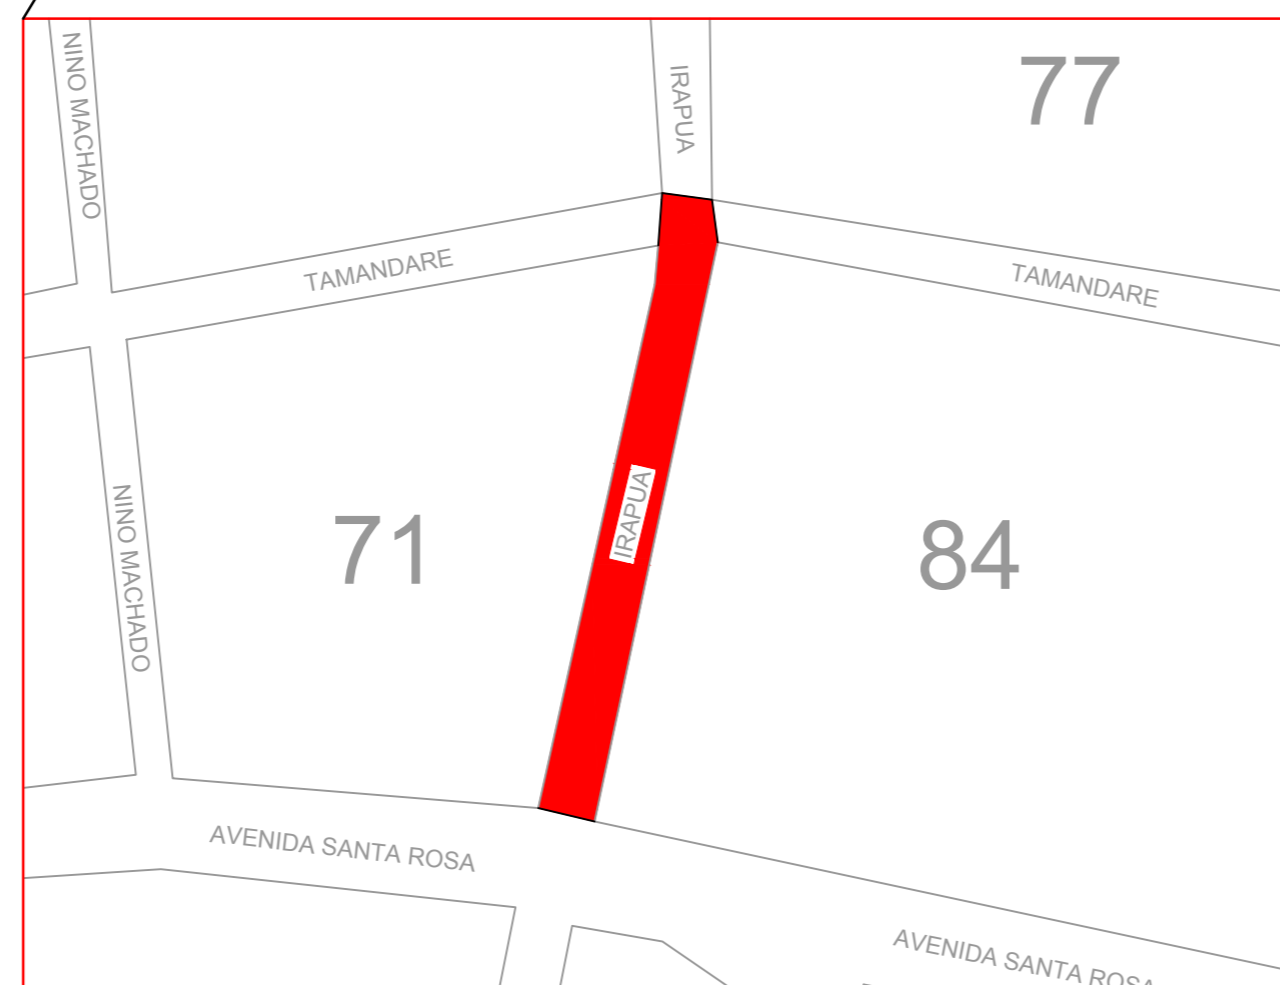 NINO MACHADO
IRAPUA
77
TAMANDARE
TAMANDARE
NINO MACHADO
71
IRAPUA
84
AVENIDA SANTA ROSA
AVENIDA SANTA ROSA